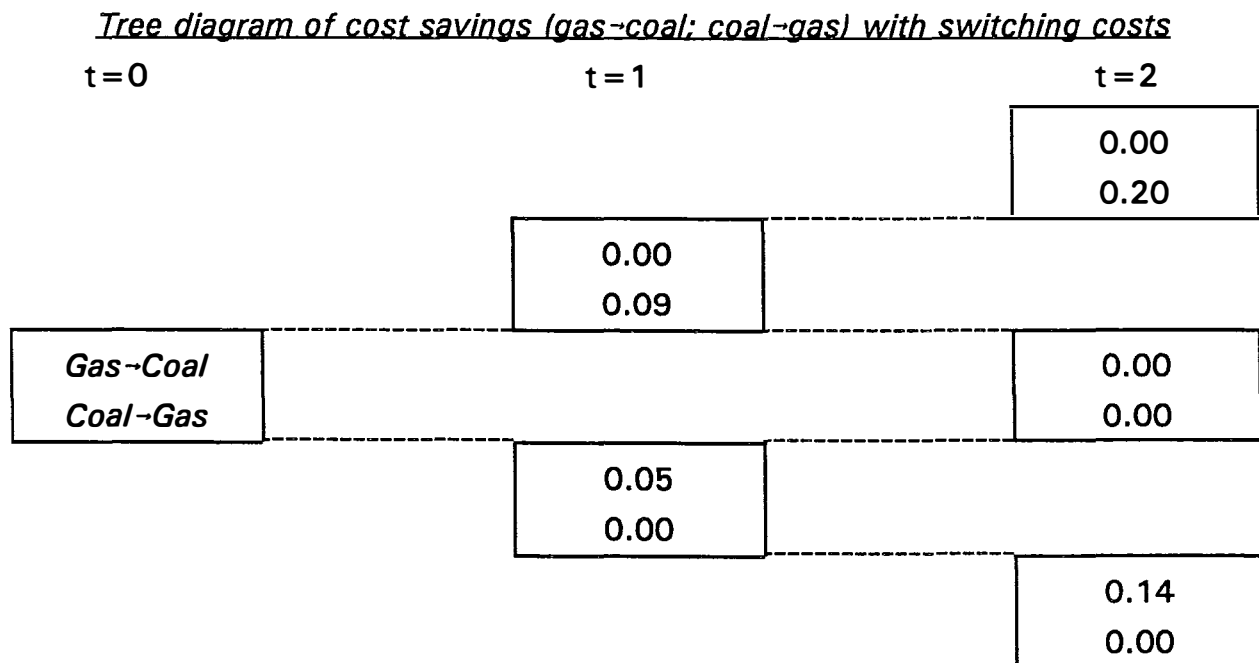 Tree diagram of cost savings (gas→coal; coal→gas) with switching costs
t=0 t=1 t=2
0.00
0.20
0.00
0.09
Gas→Coal 0.00
Coal→Gas 0.00
0.05
0.00
0.14
0.00